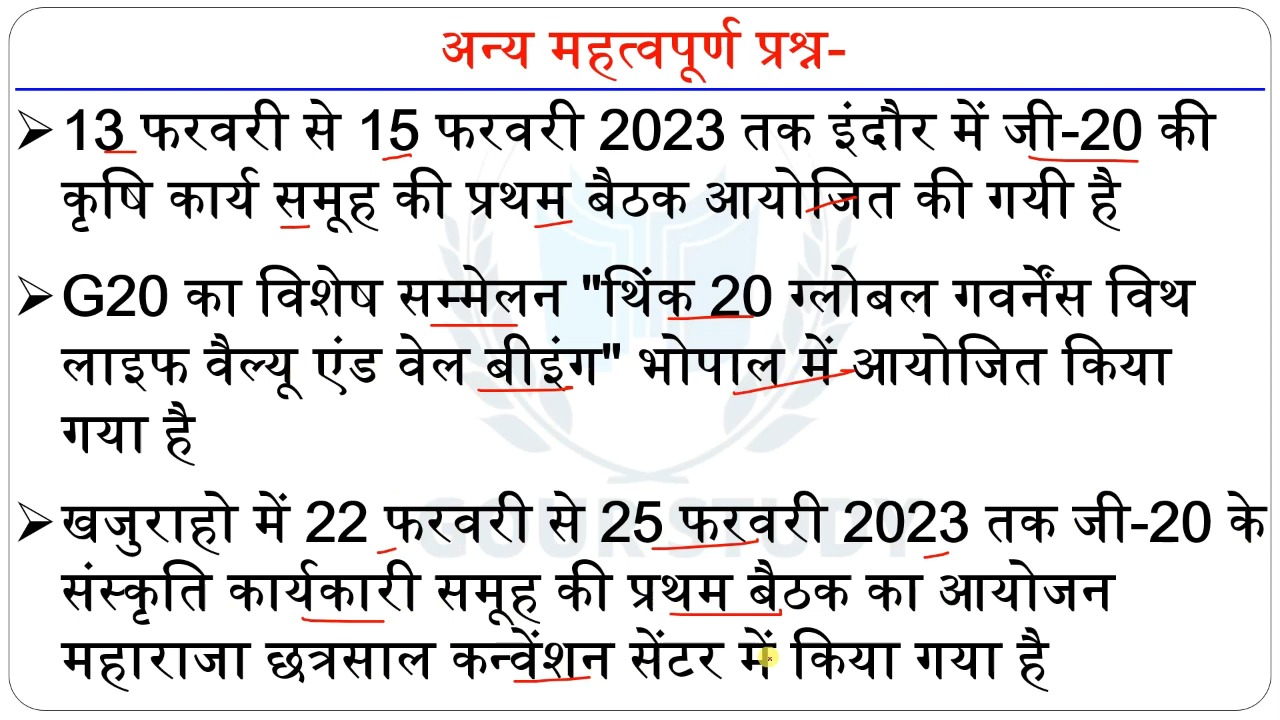 अन्य महत्वपूर्ण प्रश्न-
➢ 13 फरवरी से 15 फरवरी 2023 तक इंदौर में जी-20 की
कृषि कार्य समूह की प्रथम बैठक आयोजित की गयी है
➢ G20 का विशेष सम्मेलन "थिंक 20 ग्लोबल गवर्नेंस विथ
लाइफ वैल्यू एंड वेल बीइंग" भोपाल में आयोजित किया
गया है
➢ खजुराहो में 22 फरवरी से 25 फरवरी 2023 तक जी-20 के
संस्कृति कार्यकारी समूह की प्रथम बैठक का आयोजन
महाराजा छत्रसाल कन्वेंशन सेंटर में किया गया है
GOUR STUDY